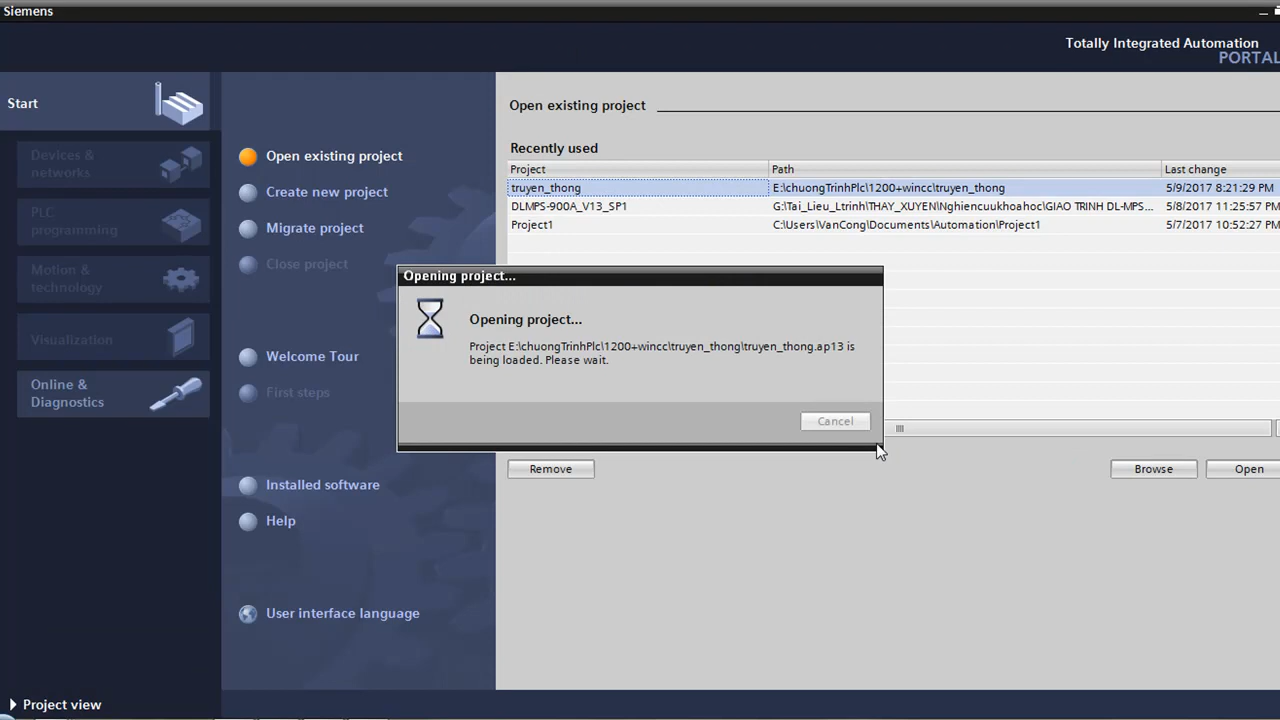 Siemens
Totally Integrated Automation
PORTAL
Start
Devices &
networks
PLC
programming
Motion &
technology
Visualization
Online &
Diagnostics
Project view
Open existing project
Create new project
Migrate project
Close project
Welcome Tour
First steps
Installed software
Help
User interface language
Open existing project
Recently used
Project Path Last change
truyen_thong E:\chuongTrinhPlc\1200+wincc\truyen_thong 5/9/2017 8:21:29 PM
DLMPS-900A_V13_SP1 G:\Tai_Lieu_Ltrinh\THAY_XUYEN\Nghiencuukhoahoc\GIAO TRINH DL-MPS... 5/8/2017 11:25:57 PM
Project1 C:\Users\VanCong\Documents\Automation\Project1 5/7/2017 10:52:27 PM
Opening project...
Opening project...
Project E:\chuongTrinhPlc\1200+wincc\truyen_thong\truyen_thong.ap13 is
being loaded. Please wait.
Cancel
Remove Browse Open